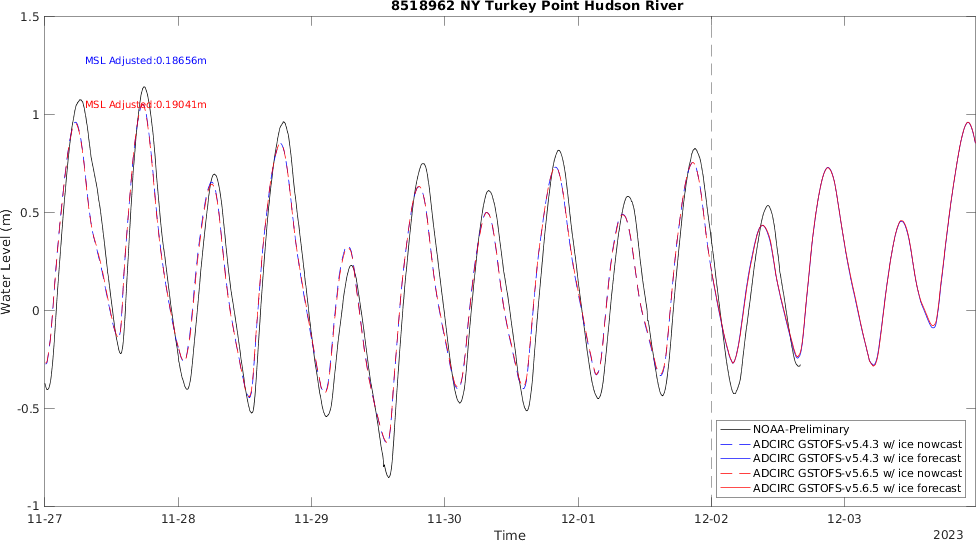 8518962 NY Turkey Point Hudson River
1.5
MSL Adjusted:0.18656m
MSL Adjusted:0.19041m
1
0.5
0
-0.5
-1
Water Level (m)
NOAA-Preliminary
ADCIRC GSTOFS-v5.4.3 w/ ice nowcast
ADCIRC GSTOFS-v5.4.3 w/ ice forecast
ADCIRC GSTOFS-v5.6.5 w/ ice nowcast
ADCIRC GSTOFS-v5.6.5 w/ ice forecast
11-27 11-28 11-29 11-30 12-01 12-02 12-03
Time
2023